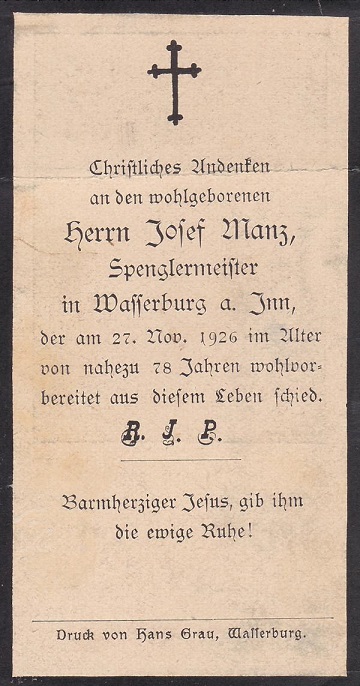 Christliches Andenken
an den wohlgeborenen
Herrn Josef Manz,
Spenglermeister
in Wasserburg a. Inn,
der am 27. Nov. 1926 im Alter
von nahezu 78 Jahren wohlvor-
bereitet aus diesem Leben schied.
R. I. P.
Barmherziger Jesus, gib ihm
die ewige Ruhe!
Druck von Hans Grau, Wasserburg.